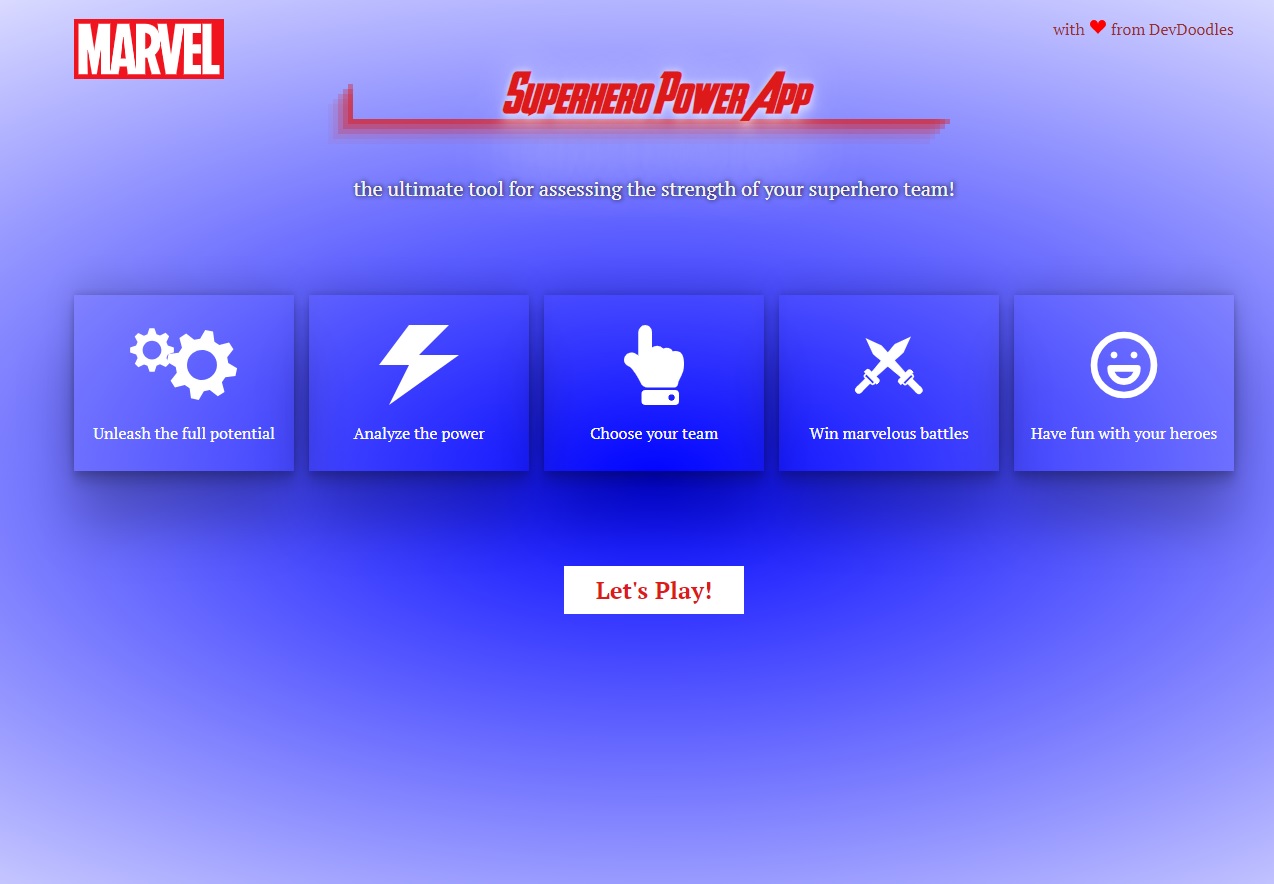 MARVEL
with ❤ from DevDoodles
Superhero Power App
the ultimate tool for assessing the strength of your superhero team!
Unleash the full potential
Analyze the power
Choose your team
Win marvelous battles
Have fun with your heroes
Let's Play!